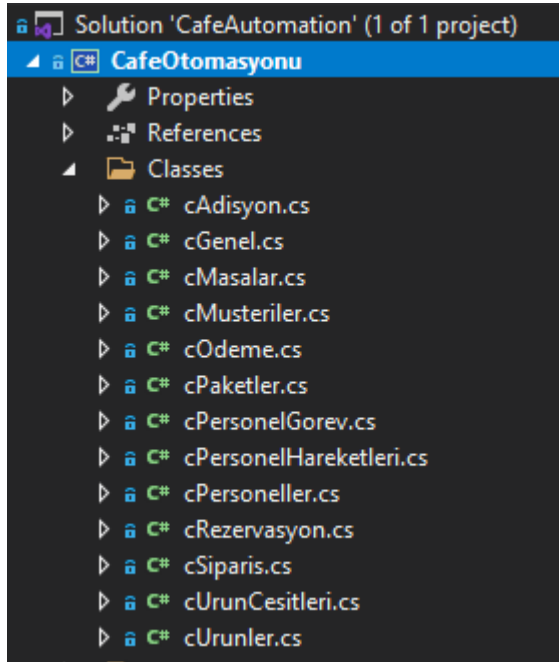 Solution 'CafeAutomation' (1 of 1 project)
C# CafeOtomasyonu
Properties
References
Classes
C# cAdisyon.cs
C# cGenel.cs
C# cMasalar.cs
C# cMusteriler.cs
C# cOdeme.cs
C# cPaketler.cs
C# cPersonelGorev.cs
C# cPersonelHareketleri.cs
C# cPersoneller.cs
C# cRezervasyon.cs
C# cSiparis.cs
C# cUrunCesitleri.cs
C# cUrunler.cs